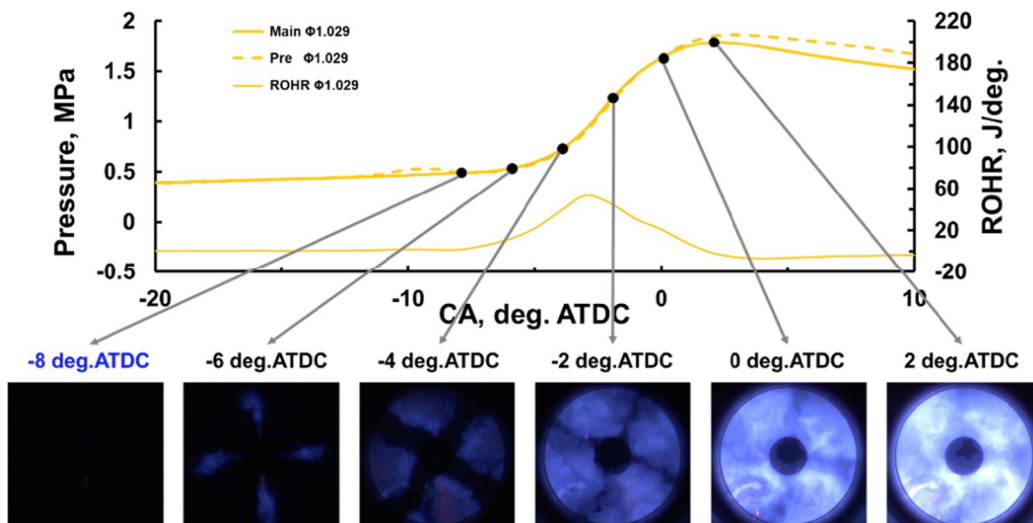 2
220
Main Φ1.029
Pre Φ1.029
ROHR Φ1.029
1.5
180
1
140
0.5
100
0
60
20
-0.5
-20
Pressure, MPa
ROHR, J/deg.
-20
-10
0
10
CA, deg. ATDC
-8 deg.ATDC
-6 deg.ATDC
-4 deg.ATDC
-2 deg.ATDC
0 deg.ATDC
2 deg.ATDC